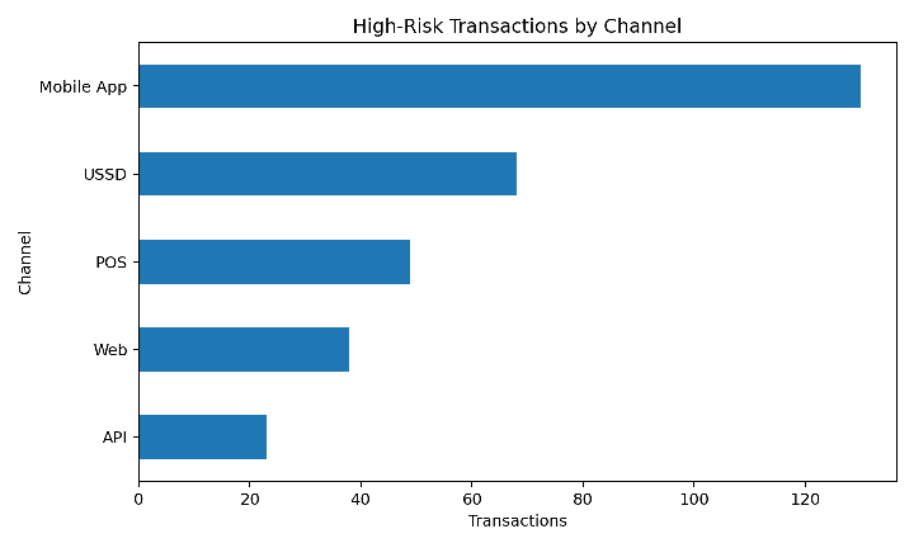 High-Risk Transactions by Channel
Mobile App
USSD
POS
Web
API
Channel
0 20 40 60 80 100 120
Transactions